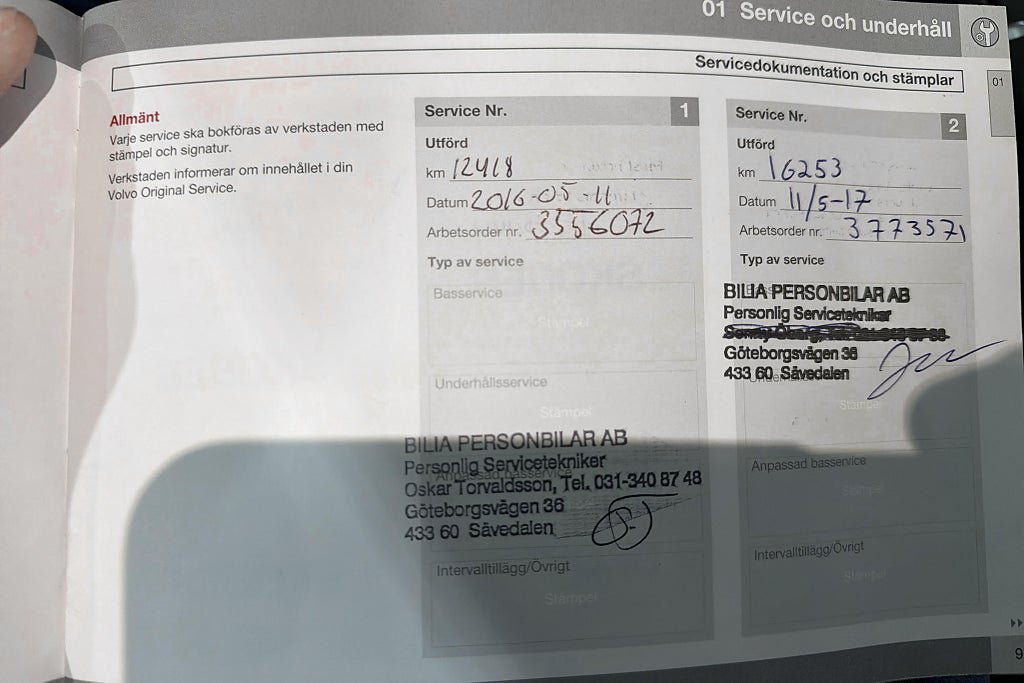 01 Service och underhåll
Servicedokumentation och stämplar
01
Allmänt
Varje service ska bokföras av verkstaden med
stämpel och signatur.
Verkstaden informerar om innehållet i din
Volvo Original Service.
Service Nr. 1
Utförd
km 12418
Datum 2016-05-11
Arbetsorder nr. 3556072
Typ av service
Basservice
Stämpel
Underhållsservice
Stämpel
BILIA PERSONBILAR AB
Personlig Servicetekniker
Anpassad basservice
Oskar Torvaldsson, Tel. 031-340 87 48
Göteborgsvägen 36
433 60 Sävedalen
Intervalltillägg/Övrigt
Stämpel
Service Nr. 2
Utförd
km 16253
Datum 11/5-17
Arbetsorder nr. 3773571
Typ av service
BILIA PERSONBILAR AB
Personlig Servicetekniker
Göteborgsvägen 36
433 60 Sävedalen
Stämpel
Anpassad basservice
Stämpel
Intervalltillägg/Övrigt
Stämpel
9